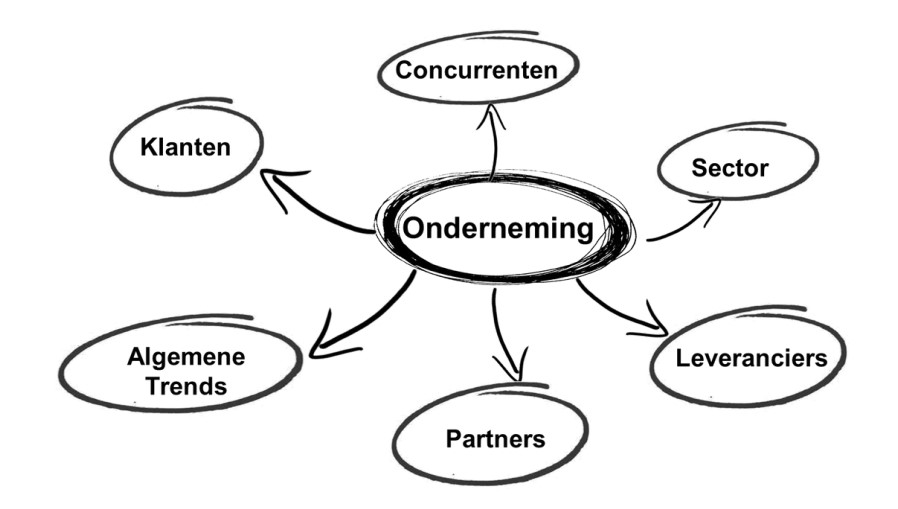 Concurrenten
Klanten
Sector
Onderneming
Algemene
Trends
Leveranciers
Partners